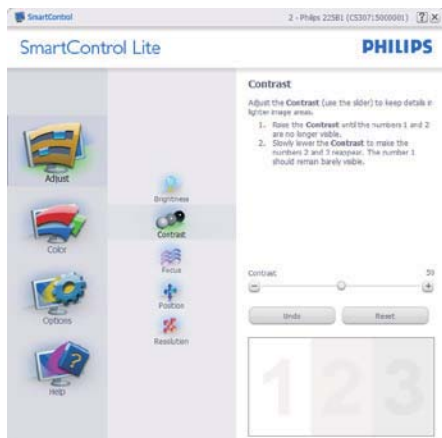 SmartControl
2 - Philips 225B1 (CS30715000001)
SmartControl Lite
PHILIPS
Adjust
Color
Options
Help
Brightness
Contrast
Focus
Position
Resolution
Contrast
Adjust the Contrast (use the slider) to keep details in
lighter image areas.
1. Raise the Contrast until the numbers 1 and 2
are no longer visible.
2. Slowly lower the Contrast to make the
numbers 2 and 3 reappear. The number 1
should remain barely visible.
Contrast 50
Undo Reset
1 2 3